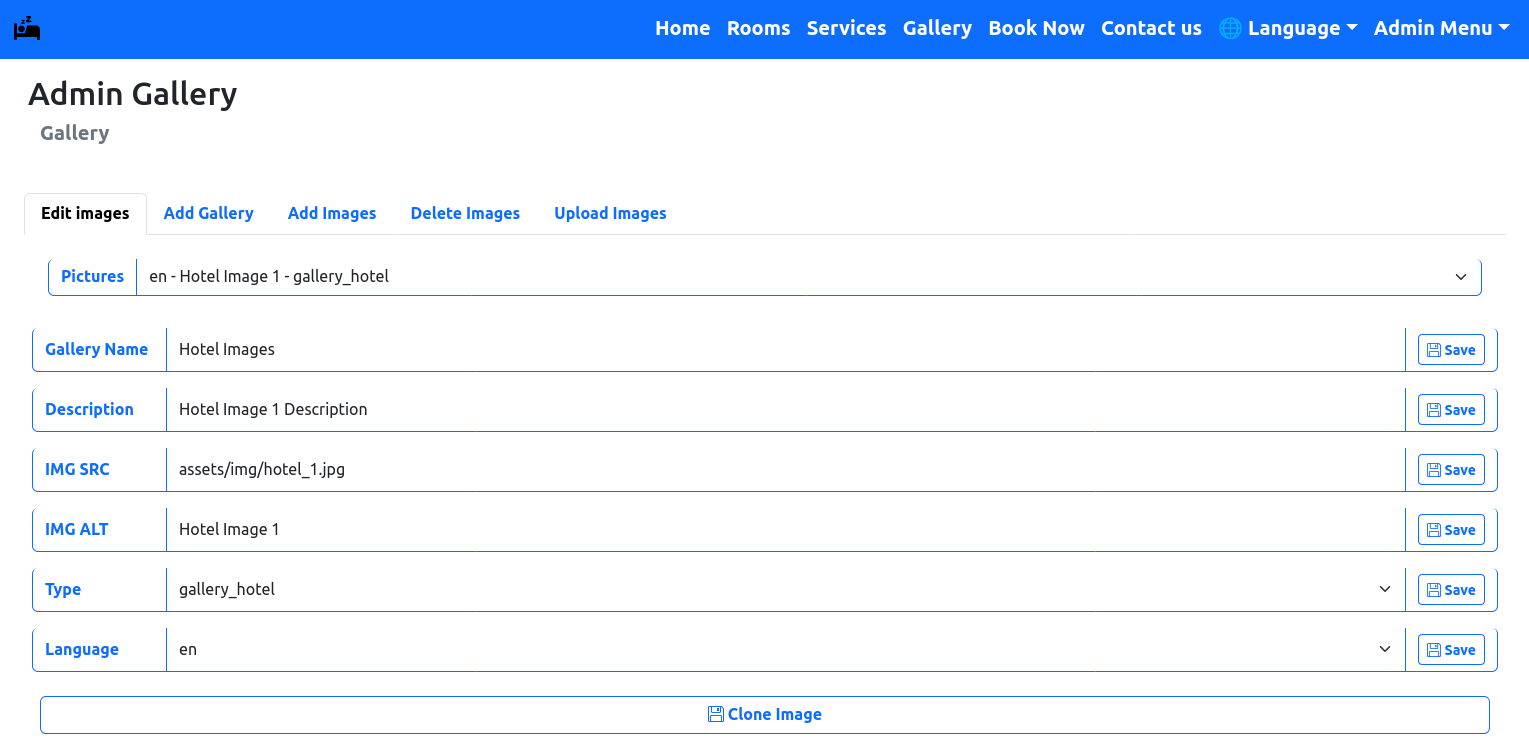 Home Rooms Services Gallery Book Now Contact us 🌐 Language Admin Menu
Admin Gallery
Gallery
Edit images Add Gallery Add Images Delete Images Upload Images
Pictures en - Hotel Image 1 - gallery_hotel
Gallery Name Hotel Images Save
Description Hotel Image 1 Description Save
IMG SRC assets/img/hotel_1.jpg Save
IMG ALT Hotel Image 1 Save
Type gallery_hotel Save
Language en Save
Clone Image